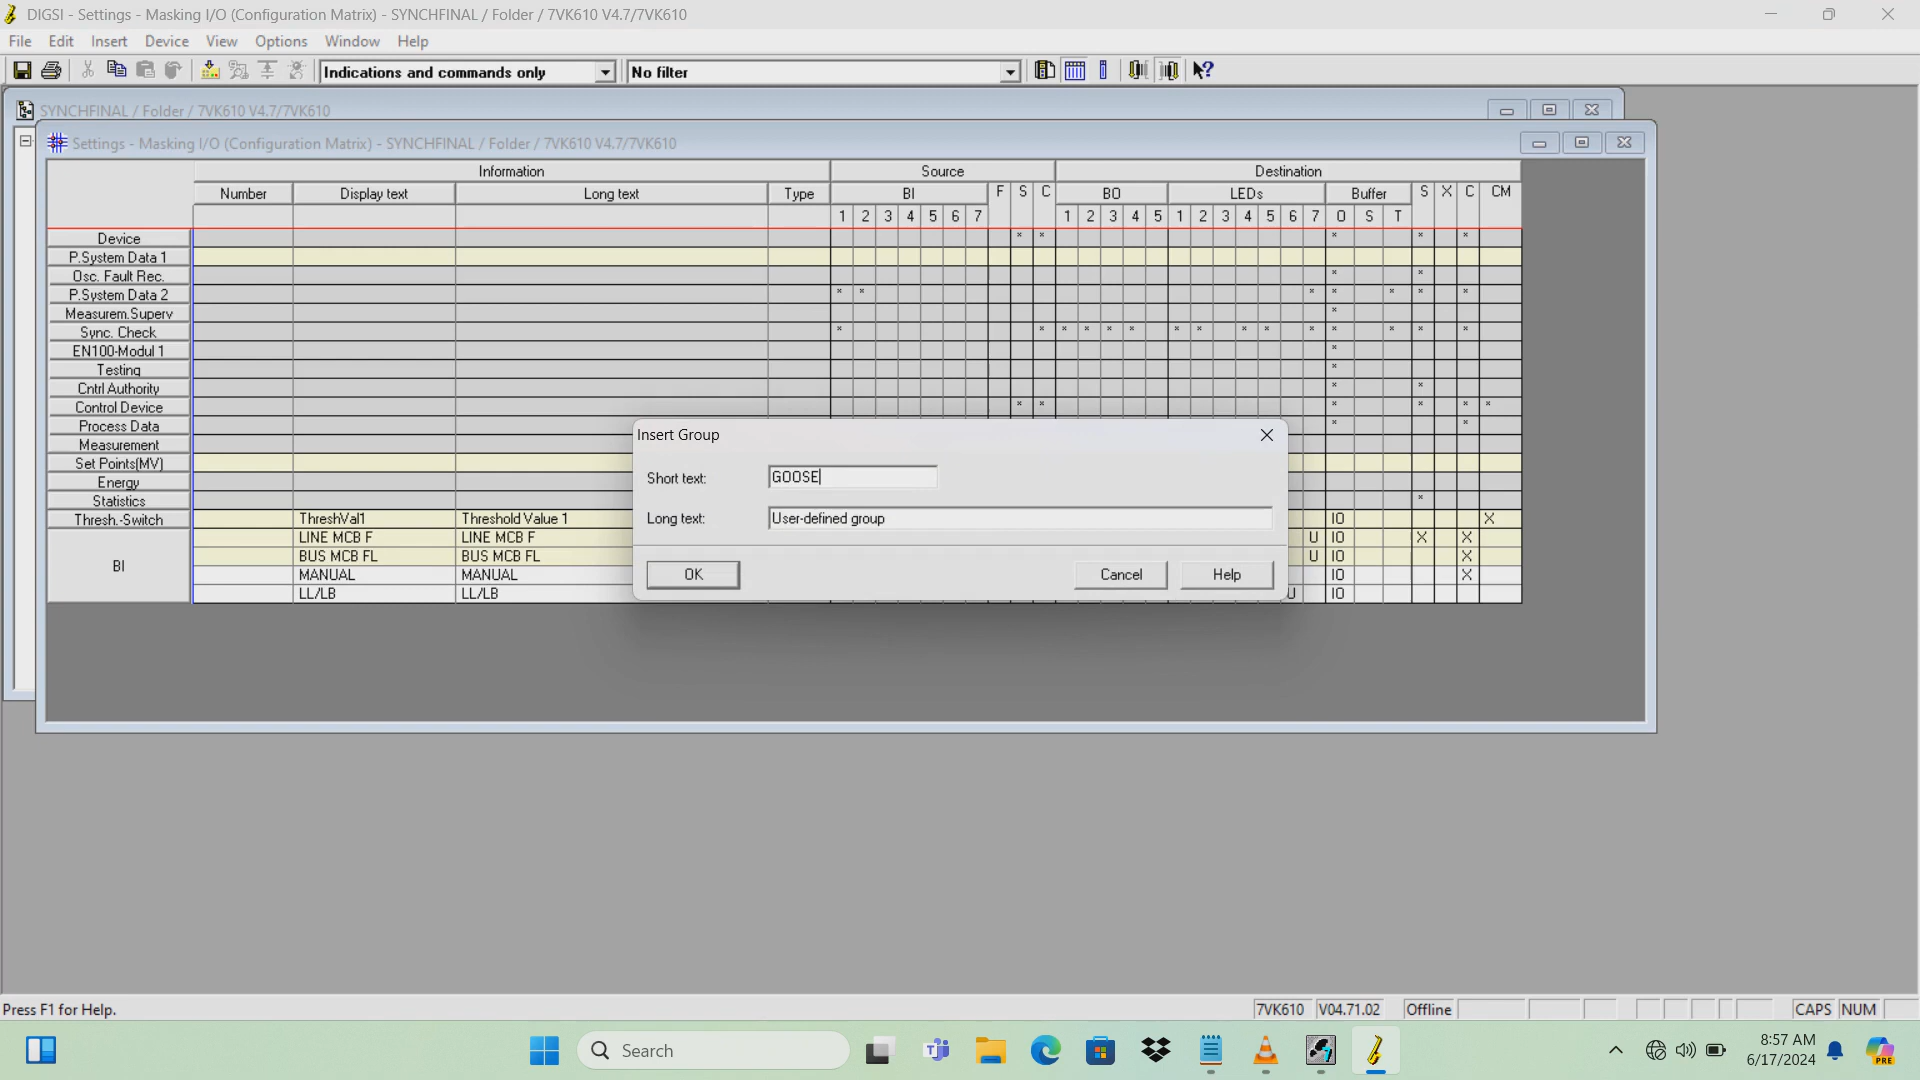 DIGSI - Settings - Masking I/O (Configuration Matrix) - SYNCHFINAL / Folder / 7VK610 V4.7/7VK610
File Edit Insert Device View Options Window Help
Indications and commands only No filter
SYNCHFINAL / Folder / 7VK610 V4.7/7VK610
Settings - Masking I/O (Configuration Matrix) - SYNCHFINAL / Folder / 7VK610 V4.7/7VK610
Information Source Destination
Number Display text Long text Type BI F S C BO LEDs Buffer S X C CM
1 2 3 4 5 6 7 1 2 3 4 5 1 2 3 4 5 6 7 O S T
Device * * * * *
P.System Data 1
Osc. Fault Rec. * *
P.System Data 2 * * * * * * *
Measurem.Superv *
Sync. Check * * * * * * * * * * * * * * *
EN100-Modul 1 *
Testing *
Cntrl Authority * *
Control Device * * * * * *
Process Data * *
Measurement
Set Points(MV)
Energy
Statistics *
Thresh.-Switch ThreshVal1 Threshold Value 1 IO X
BI
LINE MCB F LINE MCB F U IO X X
BUS MCB FL BUS MCB FL U IO X
MANUAL MANUAL IO X
LL/LB LL/LB U IO
Insert Group
Short text: GOOSE
Long text: User-defined group
OK Cancel Help
Press F1 for Help. 7VK610 V04.71.02 Offline CAPS NUM
Search
8:57 AM
6/17/2024
PRE